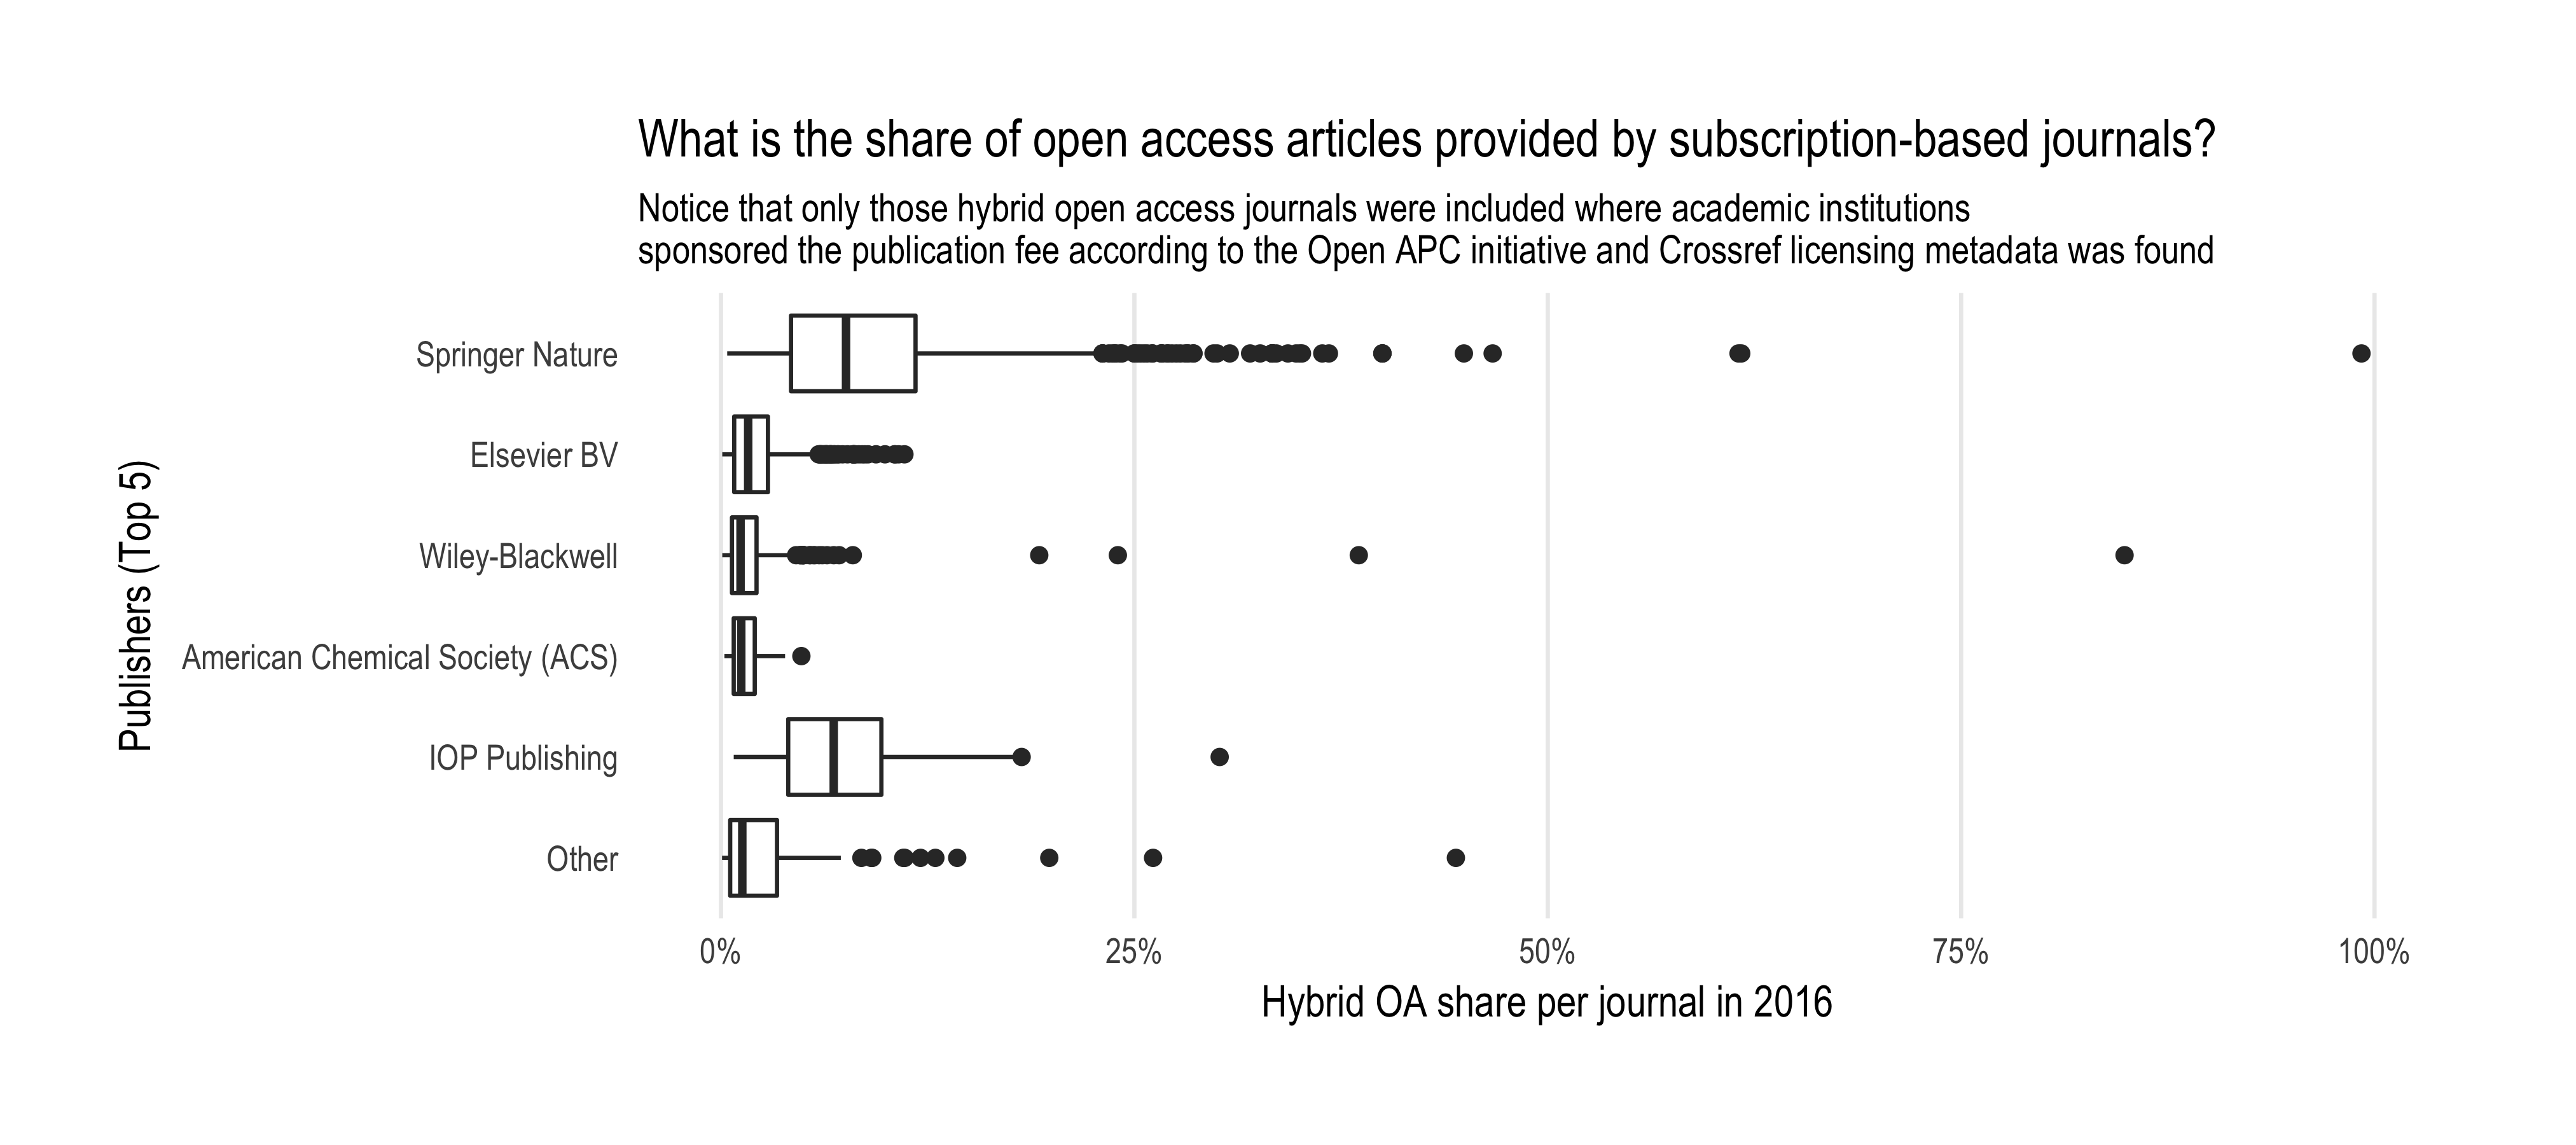 What is the share of open access articles provided by subscription-based journals?
Notice that only those hybrid open access journals were included where academic institutions
sponsored the publication fee according to the Open APC initiative and Crossref licensing metadata was found
Publishers (Top 5)
Springer Nature
Elsevier BV
Wiley-Blackwell
American Chemical Society (ACS)
IOP Publishing
Other
0% 25% 50% 75% 100%
Hybrid OA share per journal in 2016